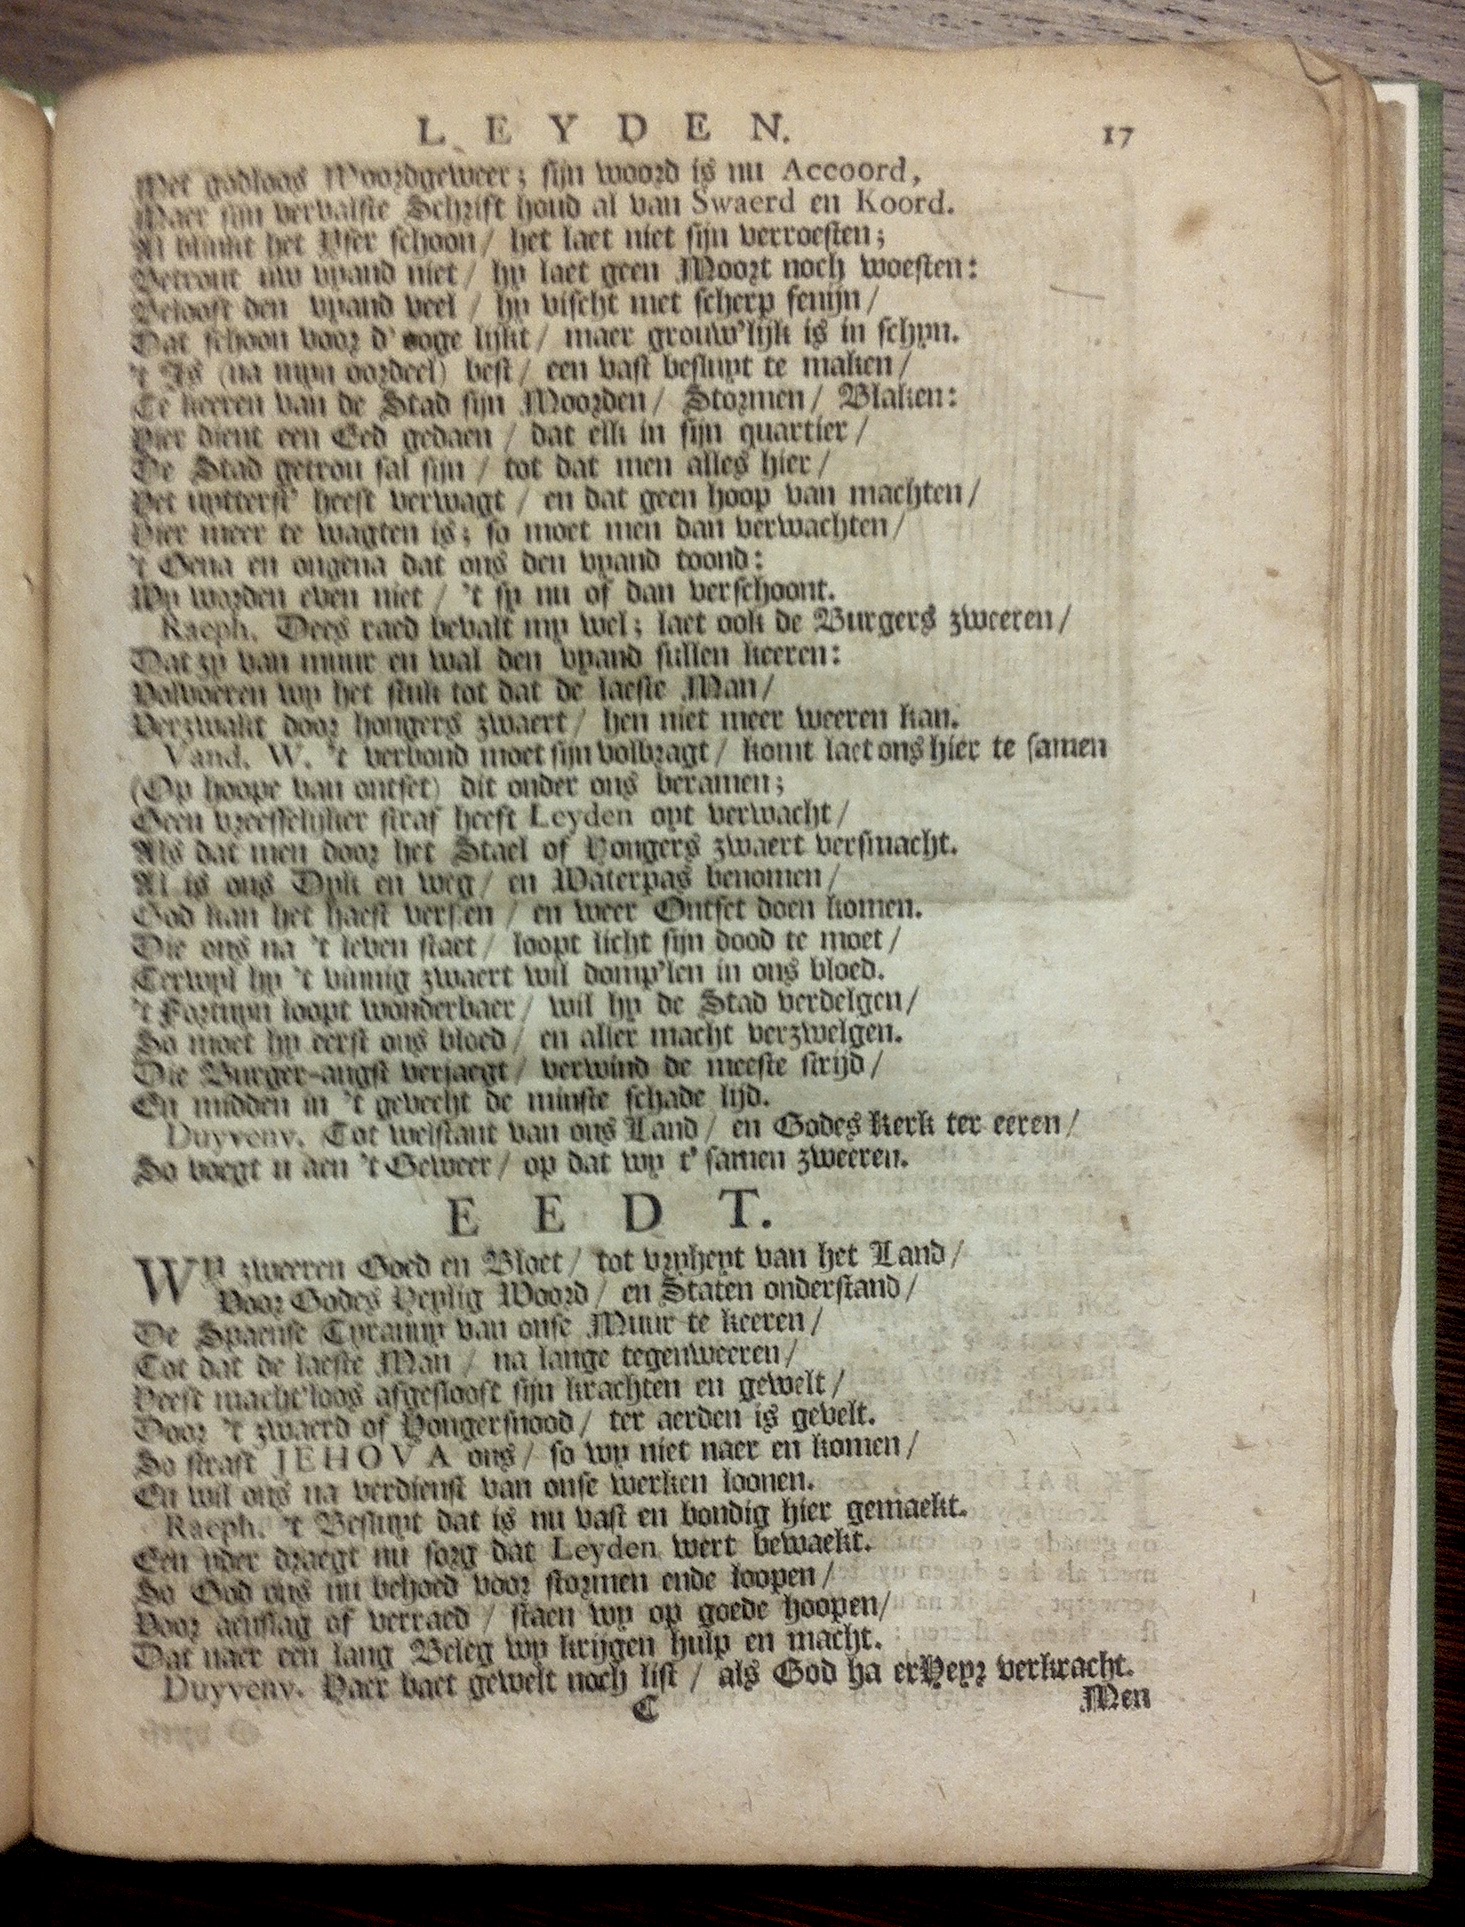 LEYDEN. 17
Met godloos Moordgeweer; sijn woord is nu Accoord,
Maer sijn vervalste Schrift houd al van Swaerd en Koord.
Al blinkt het Yser schoon / het laet niet sijn verroesten;
Betrout uw vyand niet / hy laet geen Moort noch woesten:
Belooft den vyand veel / hy vischt met scherp fenijn /
Dat schoon voor d'ooge lijkt / maer grouw'lijk is in schyn.
't Is (na myn oordeel) best / een vast besluyt te maken /
Te keeren van de Stad sijn Moorden / Stormen / Blaken:
Hier dient een Eed gedaen / dat elk in sijn quartier /
De Stad getrou sal sijn / tot dat men alles hier /
Het uytterst' heeft verwagt / en dat geen hoop van machten /
Hier meer te wagten is; so moet men dan verwachten /
't Gena en ongena dat ons den vyand toond:
Wy worden even niet / 't sy nu of dan verschoont.
Raeph. Dees raed bevalt my wel; laet ook de Burgers zweeren /
Dat zy van muur en wal den vyand sullen keeren:
Volvoeren wy het stuk tot dat de laeste Man /
Verzwakt door hongers zwaert / hen niet meer weeren kan.
Vand. W. 't verbond moet sijn volbragt / komt laet ons hier te samen
(Op hoope van ontset) dit onder ons beramen;
Geen vreesselijker straf heeft Leyden oyt verwacht /
Als dat men door het Stael of Hongers zwaert versmacht.
Al is ons Dyk en weg / en Waterpas benomen /
God kan het haest versien / en weer Ontset doen komen.
Die ons na 't leven staet / loopt licht sijn dood te moet /
Terwyl hy 't vinnig zwaert wil domp'len in ons bloed.
't Fortuyn loopt wonderbaer / wil hy de Stad verdelgen /
So moet hy eerst ons bloed / en aller macht verzwelgen.
Die Burger-angst verjaegt / verwind de meeste strijd /
En midden in 't gevecht de minste schade lijd.
Duyvenv. Tot welstant van ons Land / en Godes Kerk ter eeren /
So voegt u aen 't Geweer / op dat wy t' samen zweeren.
EEDT.
Wy zweeren Goed en Bloet / tot vryheyt van het Land /
Voor Godes Heylig Woord / en Staten onderstand /
De Spaense Tyranny van onse Muur te keeren /
Tot dat de laeste Man / na lange tegenweeren /
Heeft macht'loos afgeslooft sijn krachten en gewelt /
Door 't zwaerd of Hongersnood / ter aerden is gevelt.
So straft JEHOVA ons / so wy niet naer en komen /
En wil ons na verdienst van onse werken loonen.
Raeph. 't Besluyt dat is nu vast en bondig hier gemaekt.
Een yder draegt nu sorg dat Leyden wert bewaekt.
So God ons nu behoed voor stormen ende loopen /
Voor aenslag of verraed / staen wy op goede hoopen /
Dat naer een lang Beleg wy krijgen hulp en macht.
Duyvenv. Haer baet gewelt noch list / als God ha er Heyr verkracht.
C Men